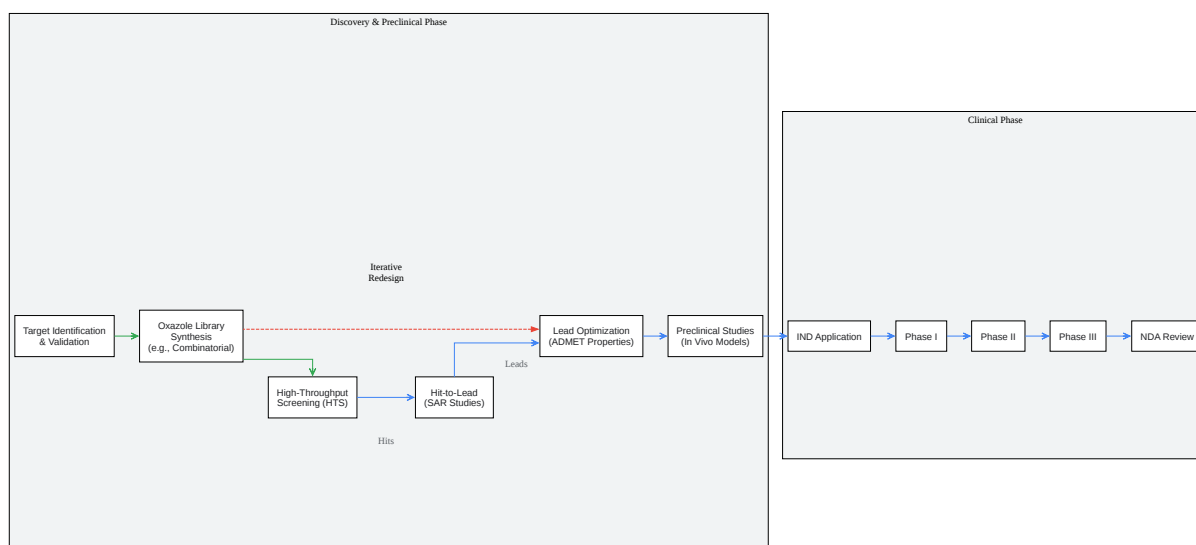 Discovery & Preclinical Phase
Clinical Phase
Iterative
Redesign
Target Identification
& Validation
Oxazole Library
Synthesis
(e.g., Combinatorial)
Lead Optimization
(ADMET Properties)
Preclinical Studies
(In Vivo Models)
IND Application
Phase I
Phase II
Phase III
NDA Review
Leads
High-Throughput
Screening (HTS)
Hit-to-Lead
(SAR Studies)
Hits